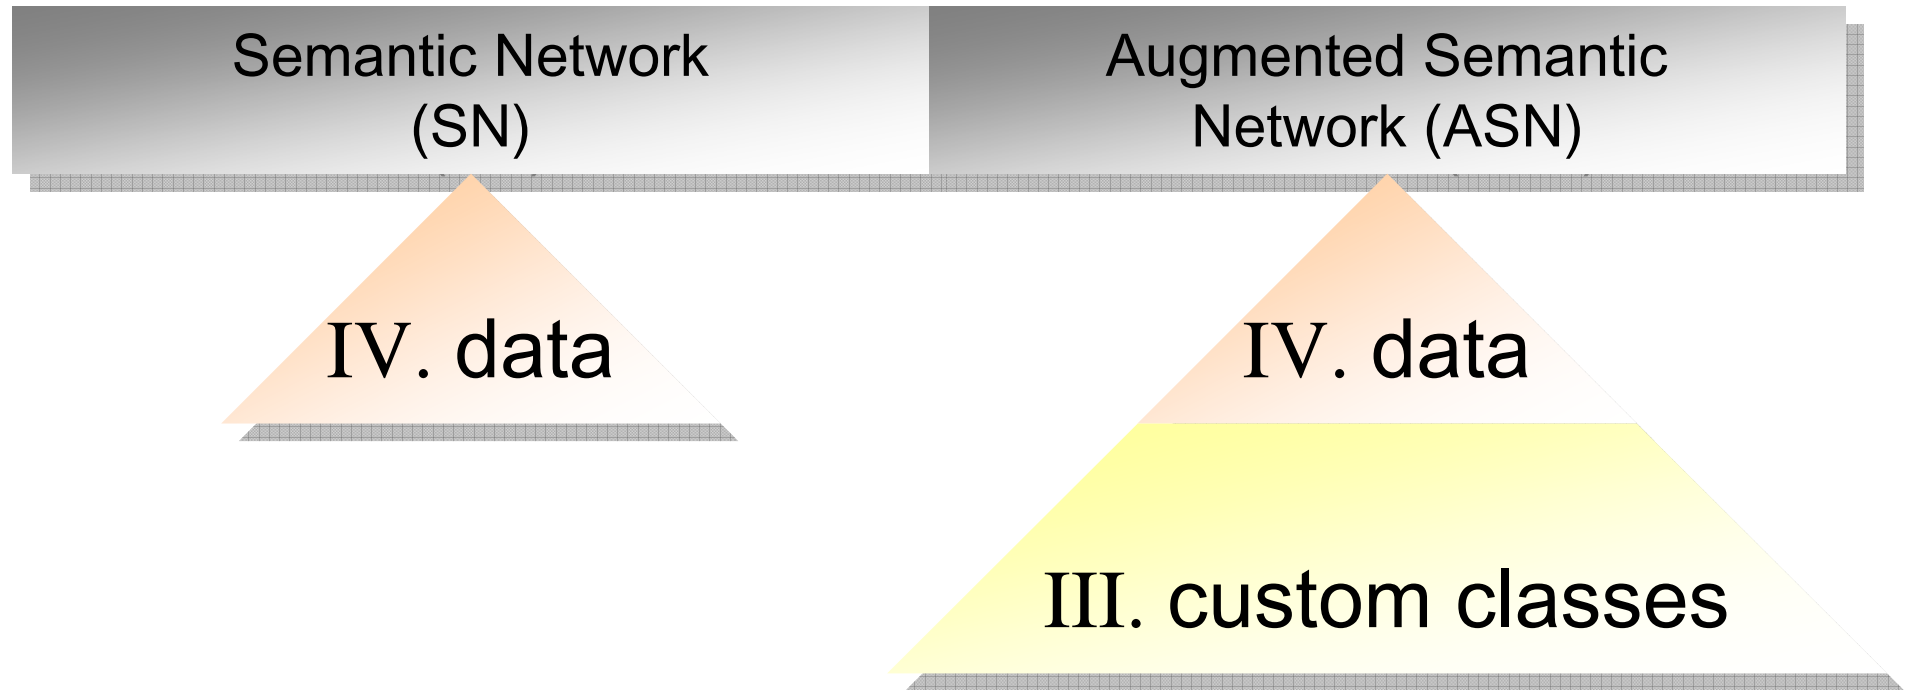 Semantic Network
(SN)
Augmented Semantic
Network (ASN)
IV. data
IV. data
III. custom classes